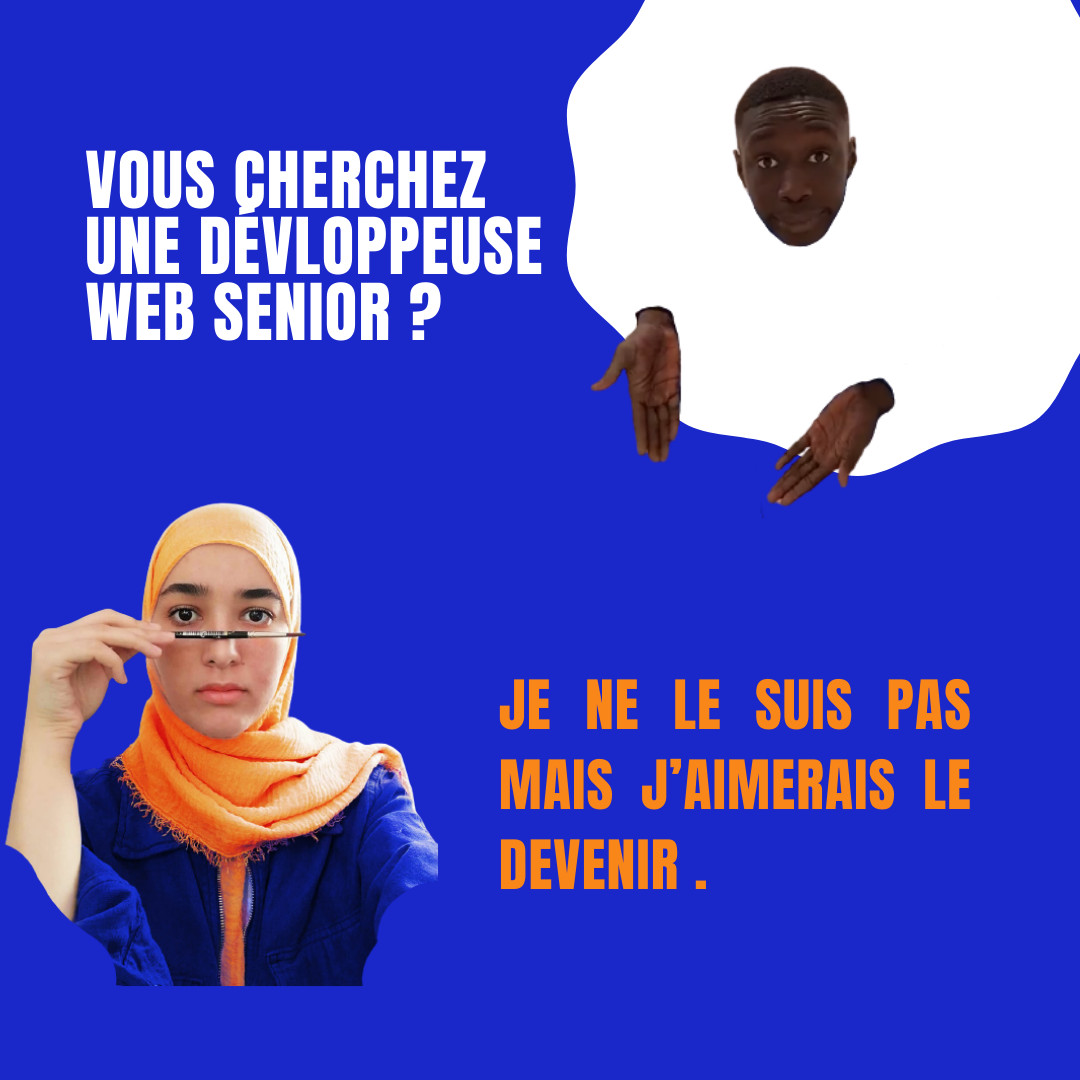 VOUS CHERCHEZ
UNE DÉVLOPPEUSE
WEB SENIOR ?
JE NE LE SUIS PAS
MAIS J’AIMERAIS LE
DEVENIR .